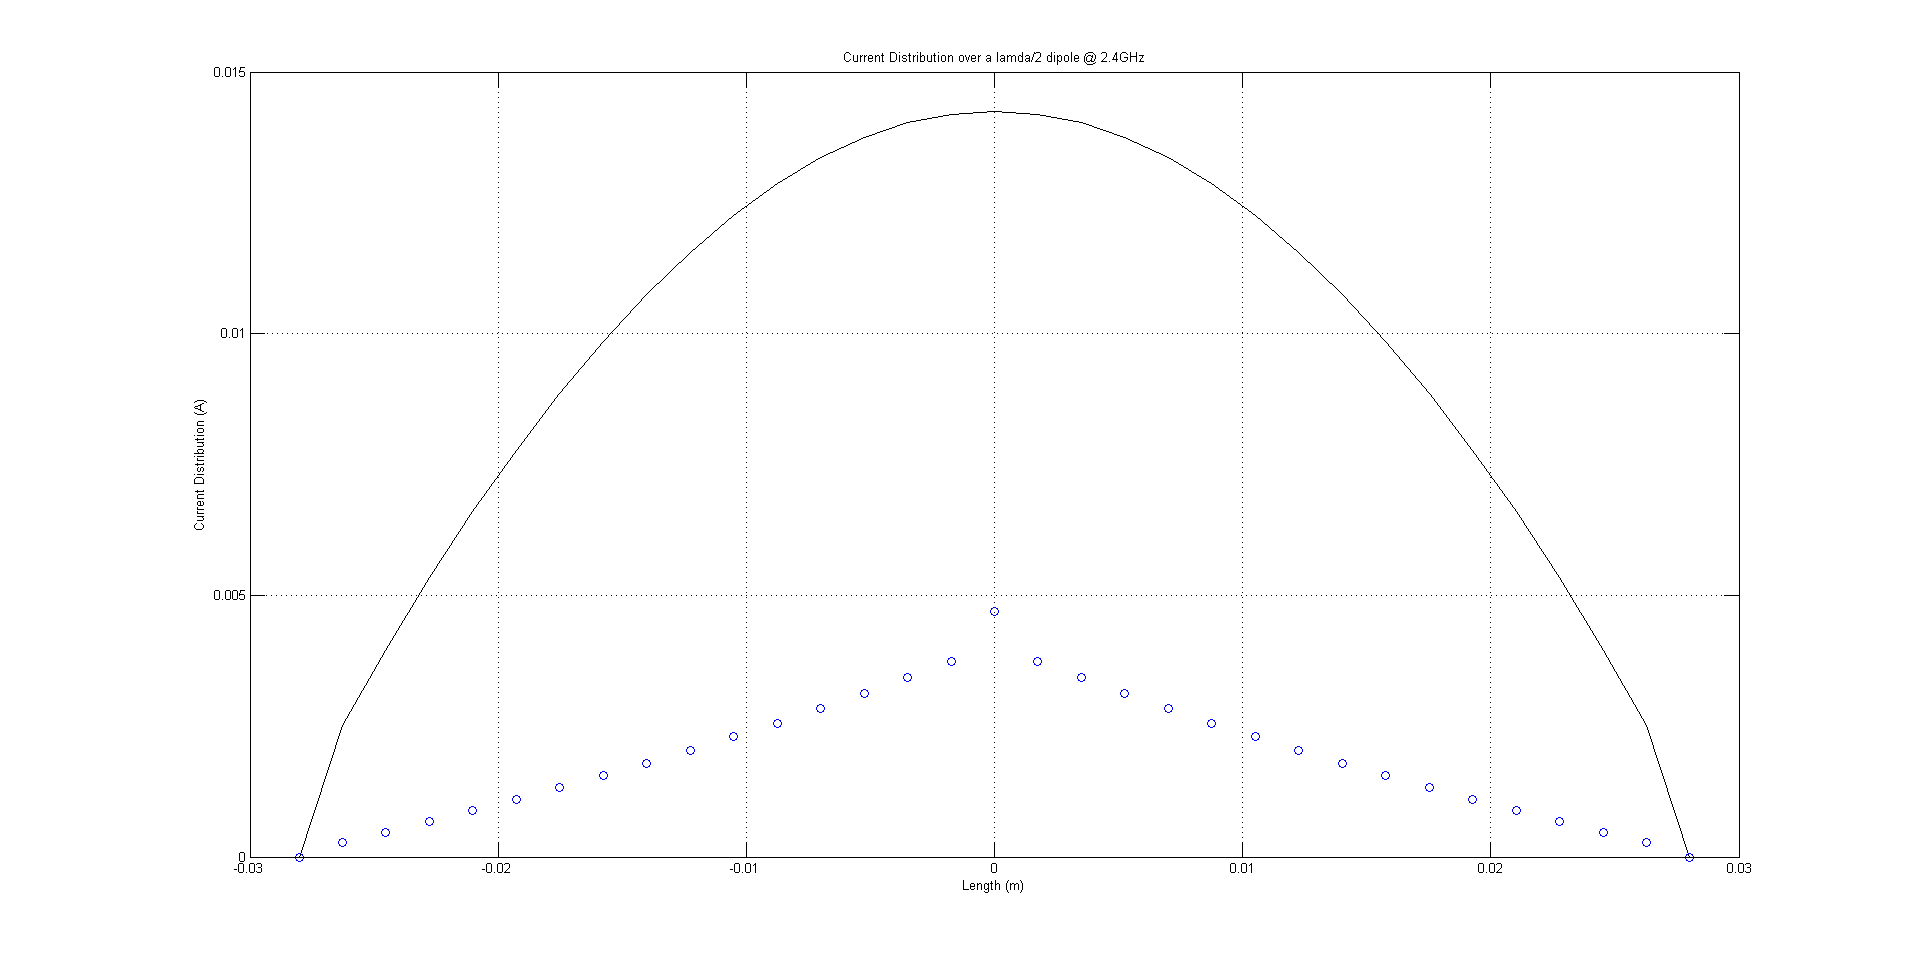 Current Distribution over a lamda/2 dipole @ 2.4GHz
0.015
0.01
0.005
0
Current Distribution (A)
-0.03 -0.02 -0.01 0 0.01 0.02 0.03
Length (m)